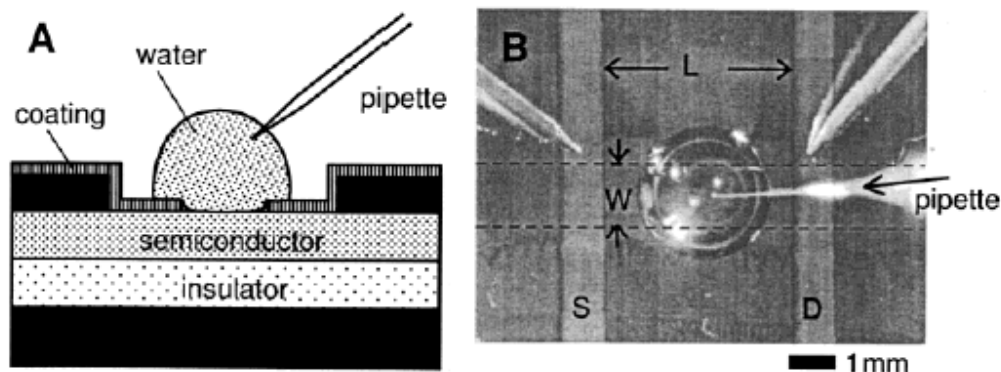 A
water
pipette
coating
semiconductor
insulator
B
L
W
pipette
S
D
1mm